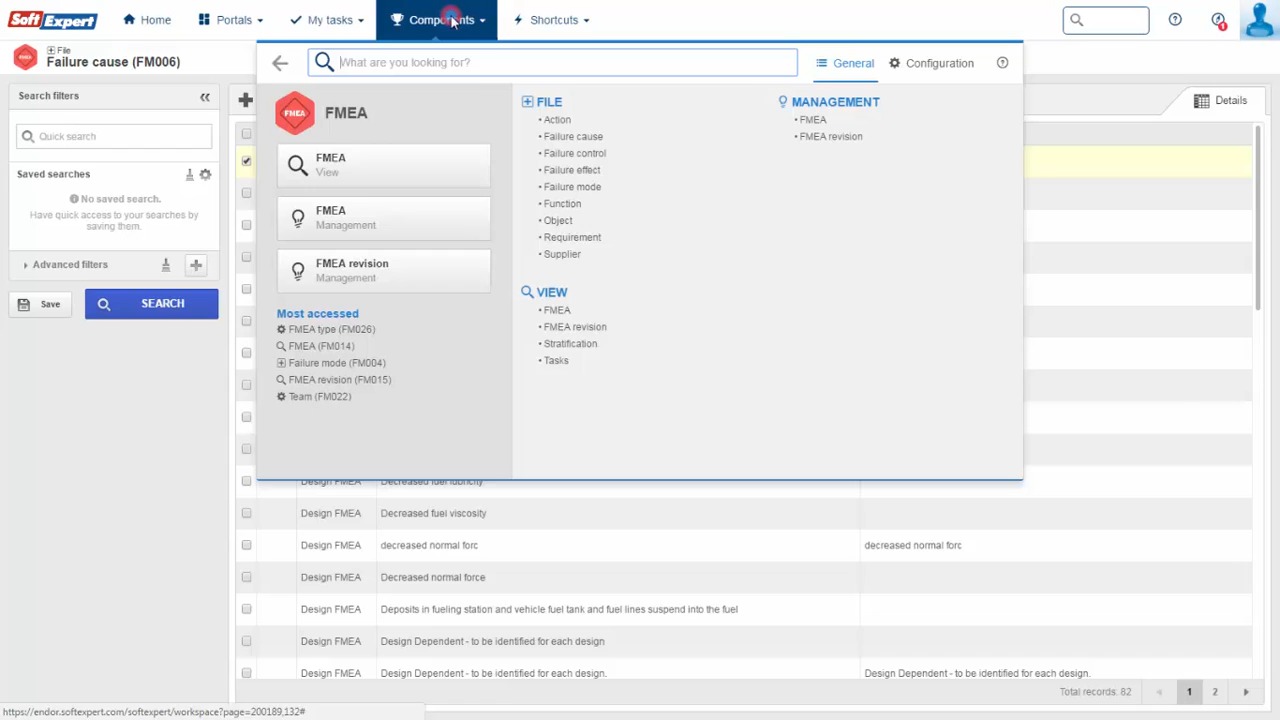 SoftExpert
Home
Portals
My tasks
Components
Shortcuts
1
File
Failure cause (FM006)
What are you looking for?
General
Configuration
Search filters
Details
Quick search
Saved searches
No saved search.
Have quick access to your searches by
saving them.
Advanced filters
Save
SEARCH
FMEA
FMEA
FMEA
View
FMEA
Management
FMEA revision
Management
Most accessed
FMEA type (FM026)
FMEA (FM014)
Failure mode (FM004)
FMEA revision (FM015)
Team (FM022)
FILE
• Action
• Failure cause
• Failure control
• Failure effect
• Failure mode
• Function
• Object
• Requirement
• Supplier
VIEW
• FMEA
• FMEA revision
• Stratification
• Tasks
MANAGEMENT
• FMEA
• FMEA revision
Design FMEA Decreased fuel lubricity
Design FMEA Decreased fuel viscosity
Design FMEA decreased normal forc decreased normal forc
Design FMEA Decreased normal force
Design FMEA Deposits in fueling station and vehicle fuel tank and fuel lines suspend into the fuel
Design FMEA Design Dependent - to be identified for each design
Design FMEA Design Dependent - to be identified for each design. Design Dependent - to be identified for each design.
Total records: 82 1 2
https://endor.softexpert.com/softexpert/workspace?page=200189,132#